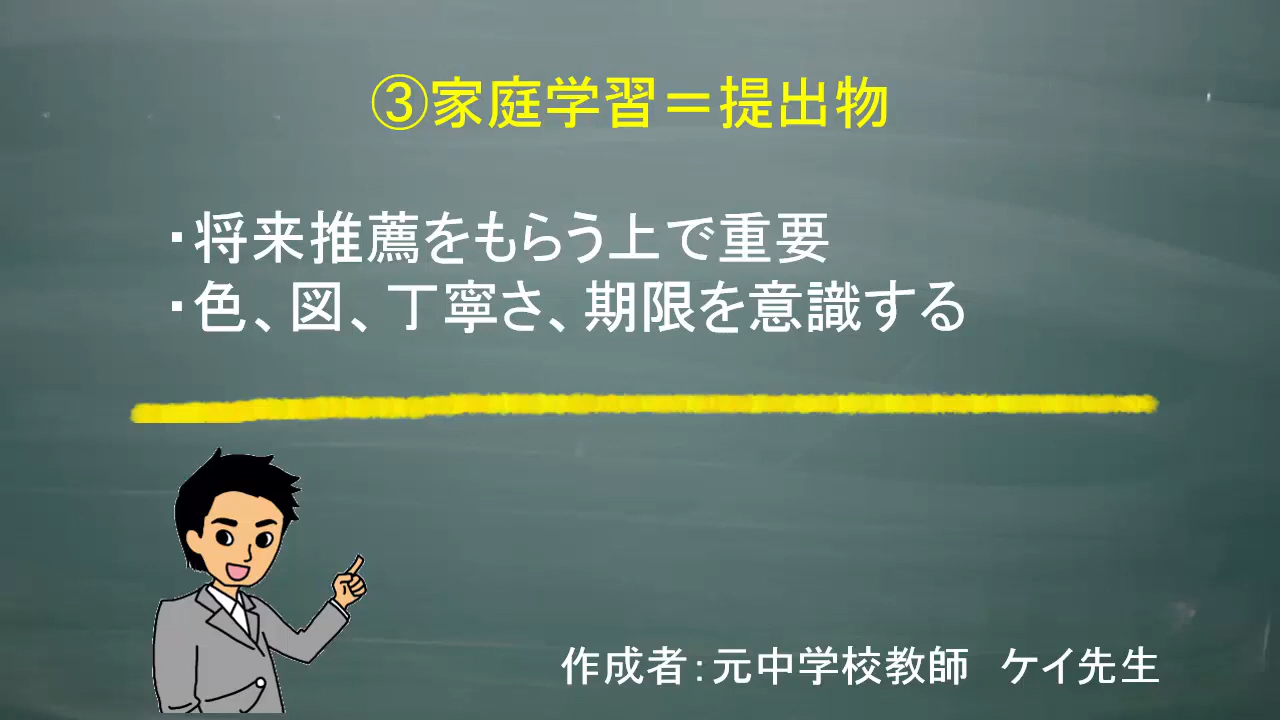 ③家庭学習＝提出物
・将来推薦をもらう上で重要
・色、図、丁寧さ、期限を意識する
作成者：元中学校教師　ケイ先生